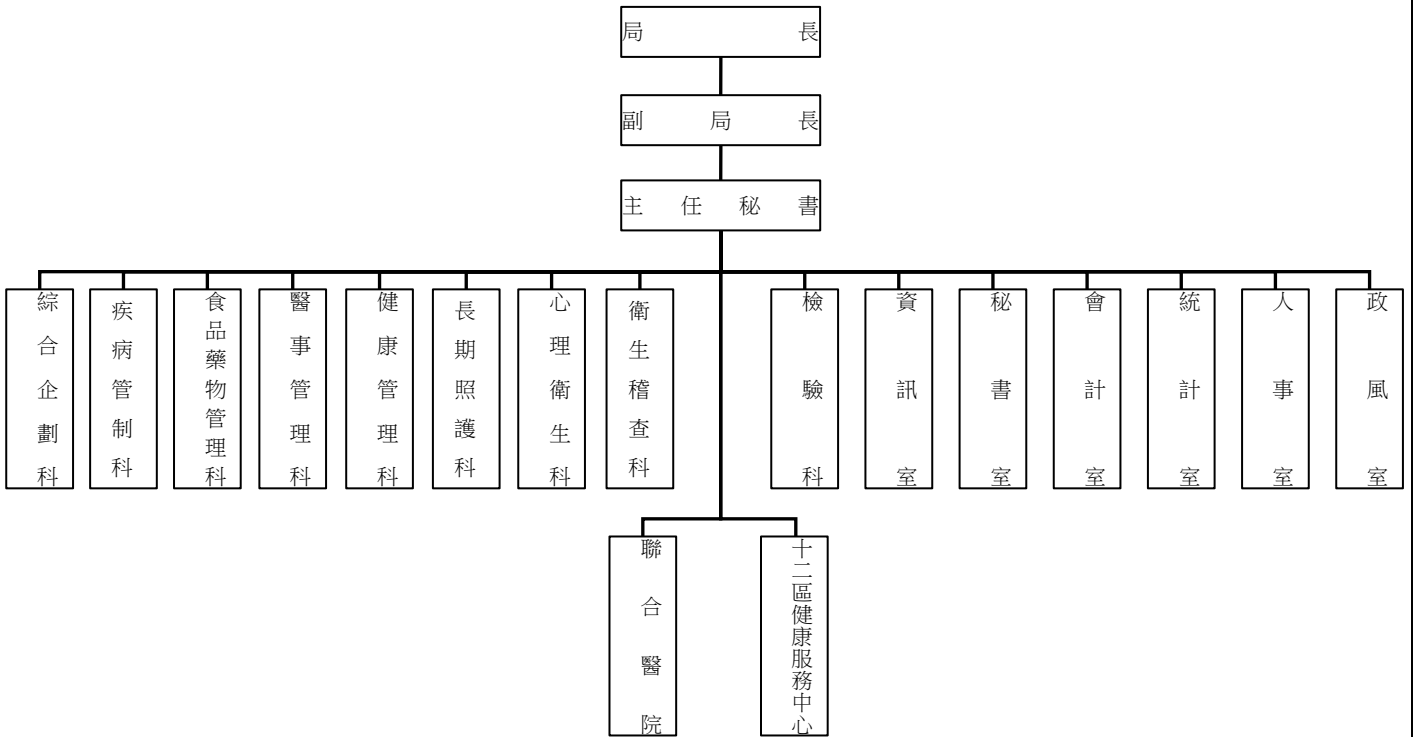 局長
副局長
主任秘書
綜合企劃科
疾病管制科
食品藥物管理科
醫事管理科
健康管理科
長期照護科
心理衛生科
衛生稽查科
檢驗科
資訊室
秘書室
會計室
統計室
人事室
政風室
聯合醫院
十二區健康服務中心